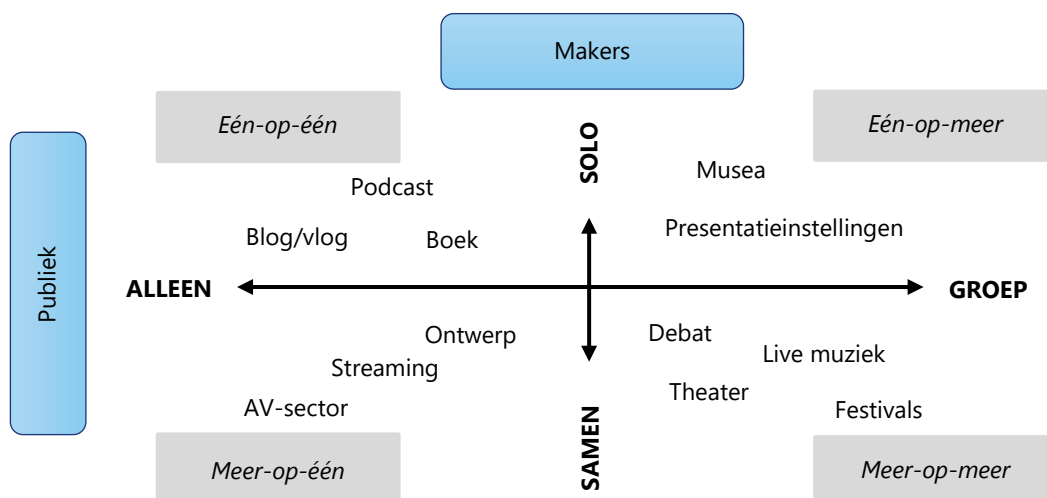 Makers
Eén-op-één
Eén-op-meer
SOLO
Musea
Podcast
Presentatieinstellingen
Blog/vlog
Boek
Publiek
ALLEEN
GROEP
Ontwerp
Debat
Live muziek
Streaming
Theater
AV-sector
Festivals
SAMEN
Meer-op-één
Meer-op-meer